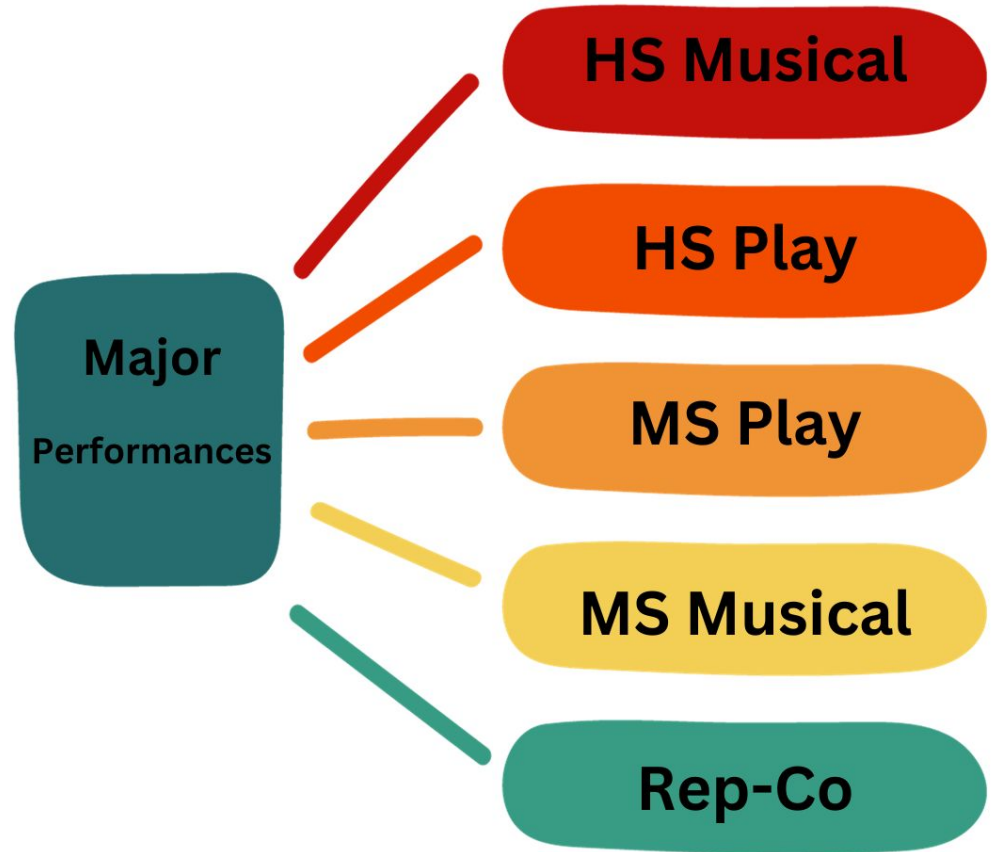 Major
Performances
HS Musical
HS Play
MS Play
MS Musical
Rep-Co